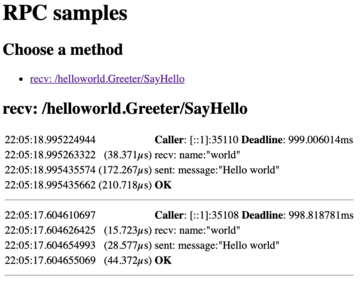 RPC samples
Choose a method
recv: /helloworld.Greeter/SayHello
recv: /helloworld.Greeter/SayHello
22:05:18.995224944 Caller: [::1]:35110 Deadline: 999.006014ms
22:05:18.995263322 (38.371µs) recv: name:"world"
22:05:18.995435574 (172.267µs) sent: message:"Hello world"
22:05:18.995435662 (210.718µs) OK
22:05:17.604610697 Caller: [::1]:35108 Deadline: 998.818781ms
22:05:17.604626425 (15.723µs) recv: name:"world"
22:05:17.604654993 (28.577µs) sent: message:"Hello world"
22:05:17.604655069 (44.372µs) OK